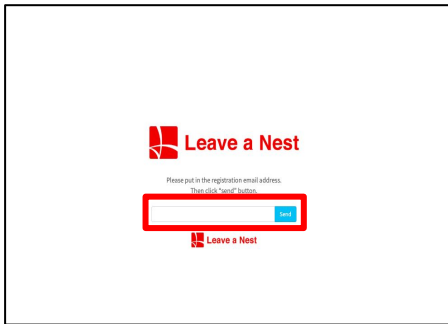 Leave a Nest
Please put in the registration email address.
Then click "send" button.
Send
Leave a Nest